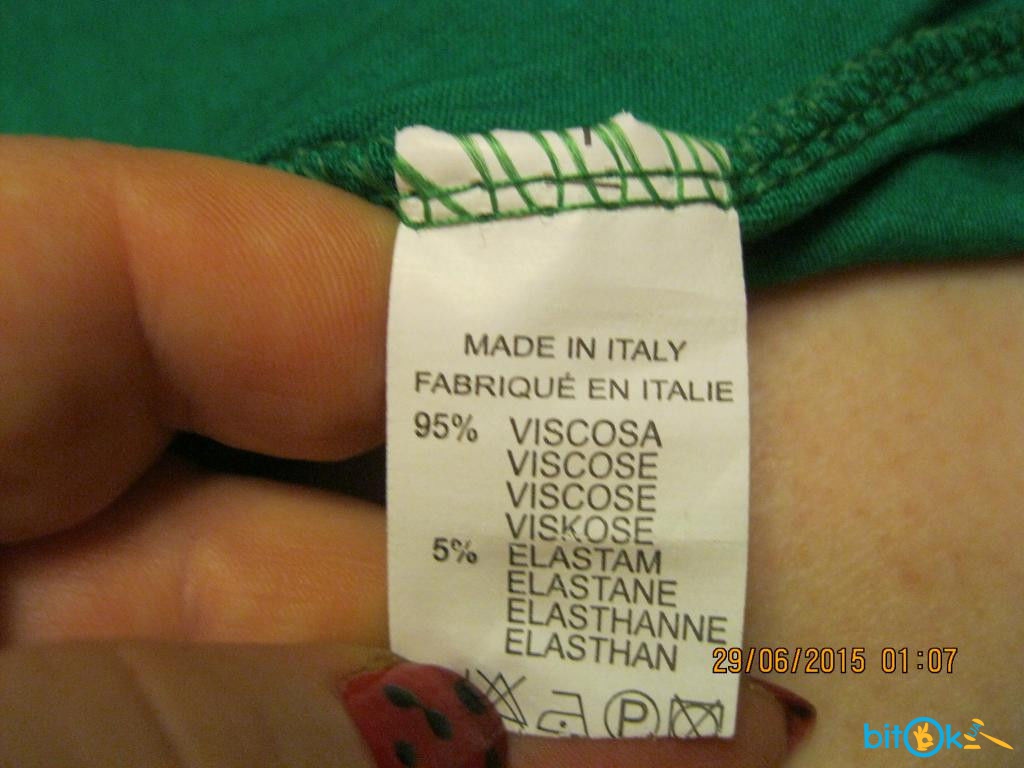 MADE IN ITALY
FABRIQUÉ EN ITALIE
95% VISCOSA
VISCOSE
VISCOSE
VISKOSE
5% ELASTAM
ELASTANE
ELASTHANNE
ELASTHAN
P
29/06/2015 01:07
bitOk